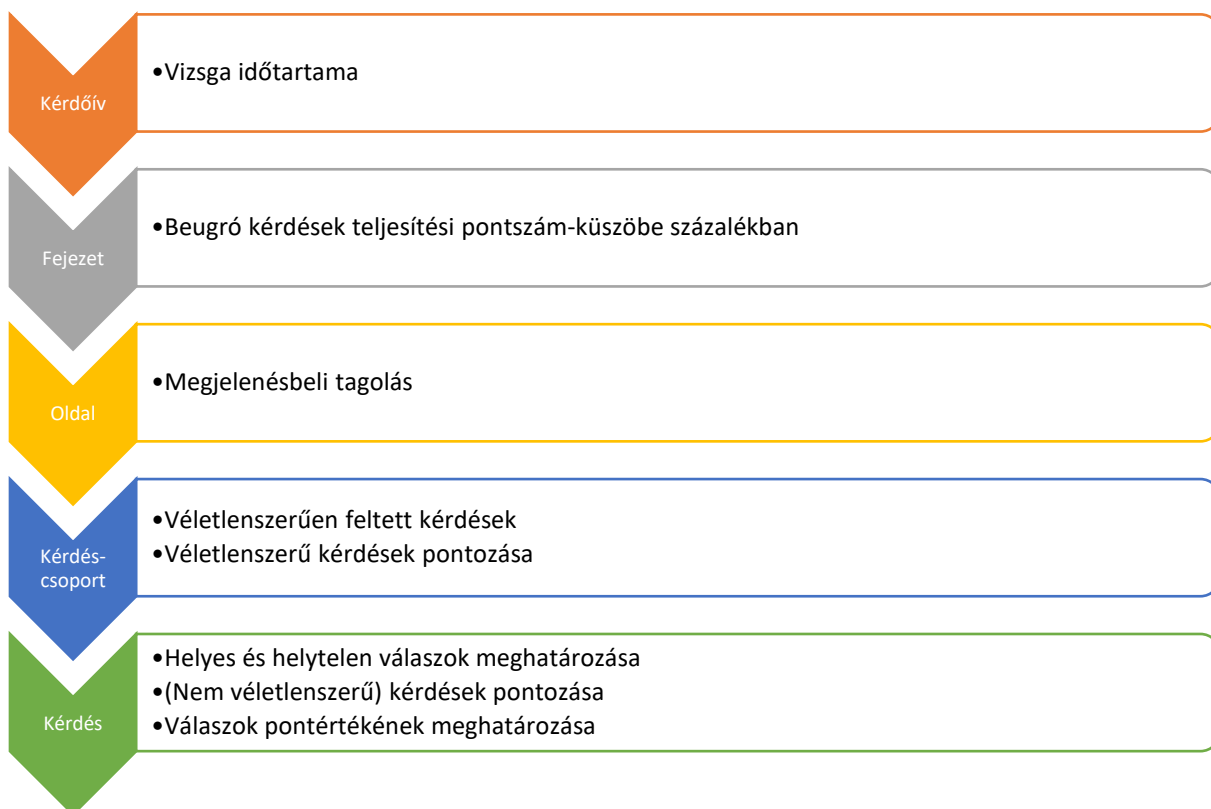 Kérdőív
•Vizsga időtartama
Fejezet
•Beugró kérdések teljesítési pontszám-küszöbe százalékban
Oldal
•Megjelenésbeli tagolás
Kérdés-
csoport
•Véletlenszerűen feltett kérdések
•Véletlenszerű kérdések pontozása
Kérdés
•Helyes és helytelen válaszok meghatározása
•(Nem véletlenszerű) kérdések pontozása
•Válaszok pontértékének meghatározása